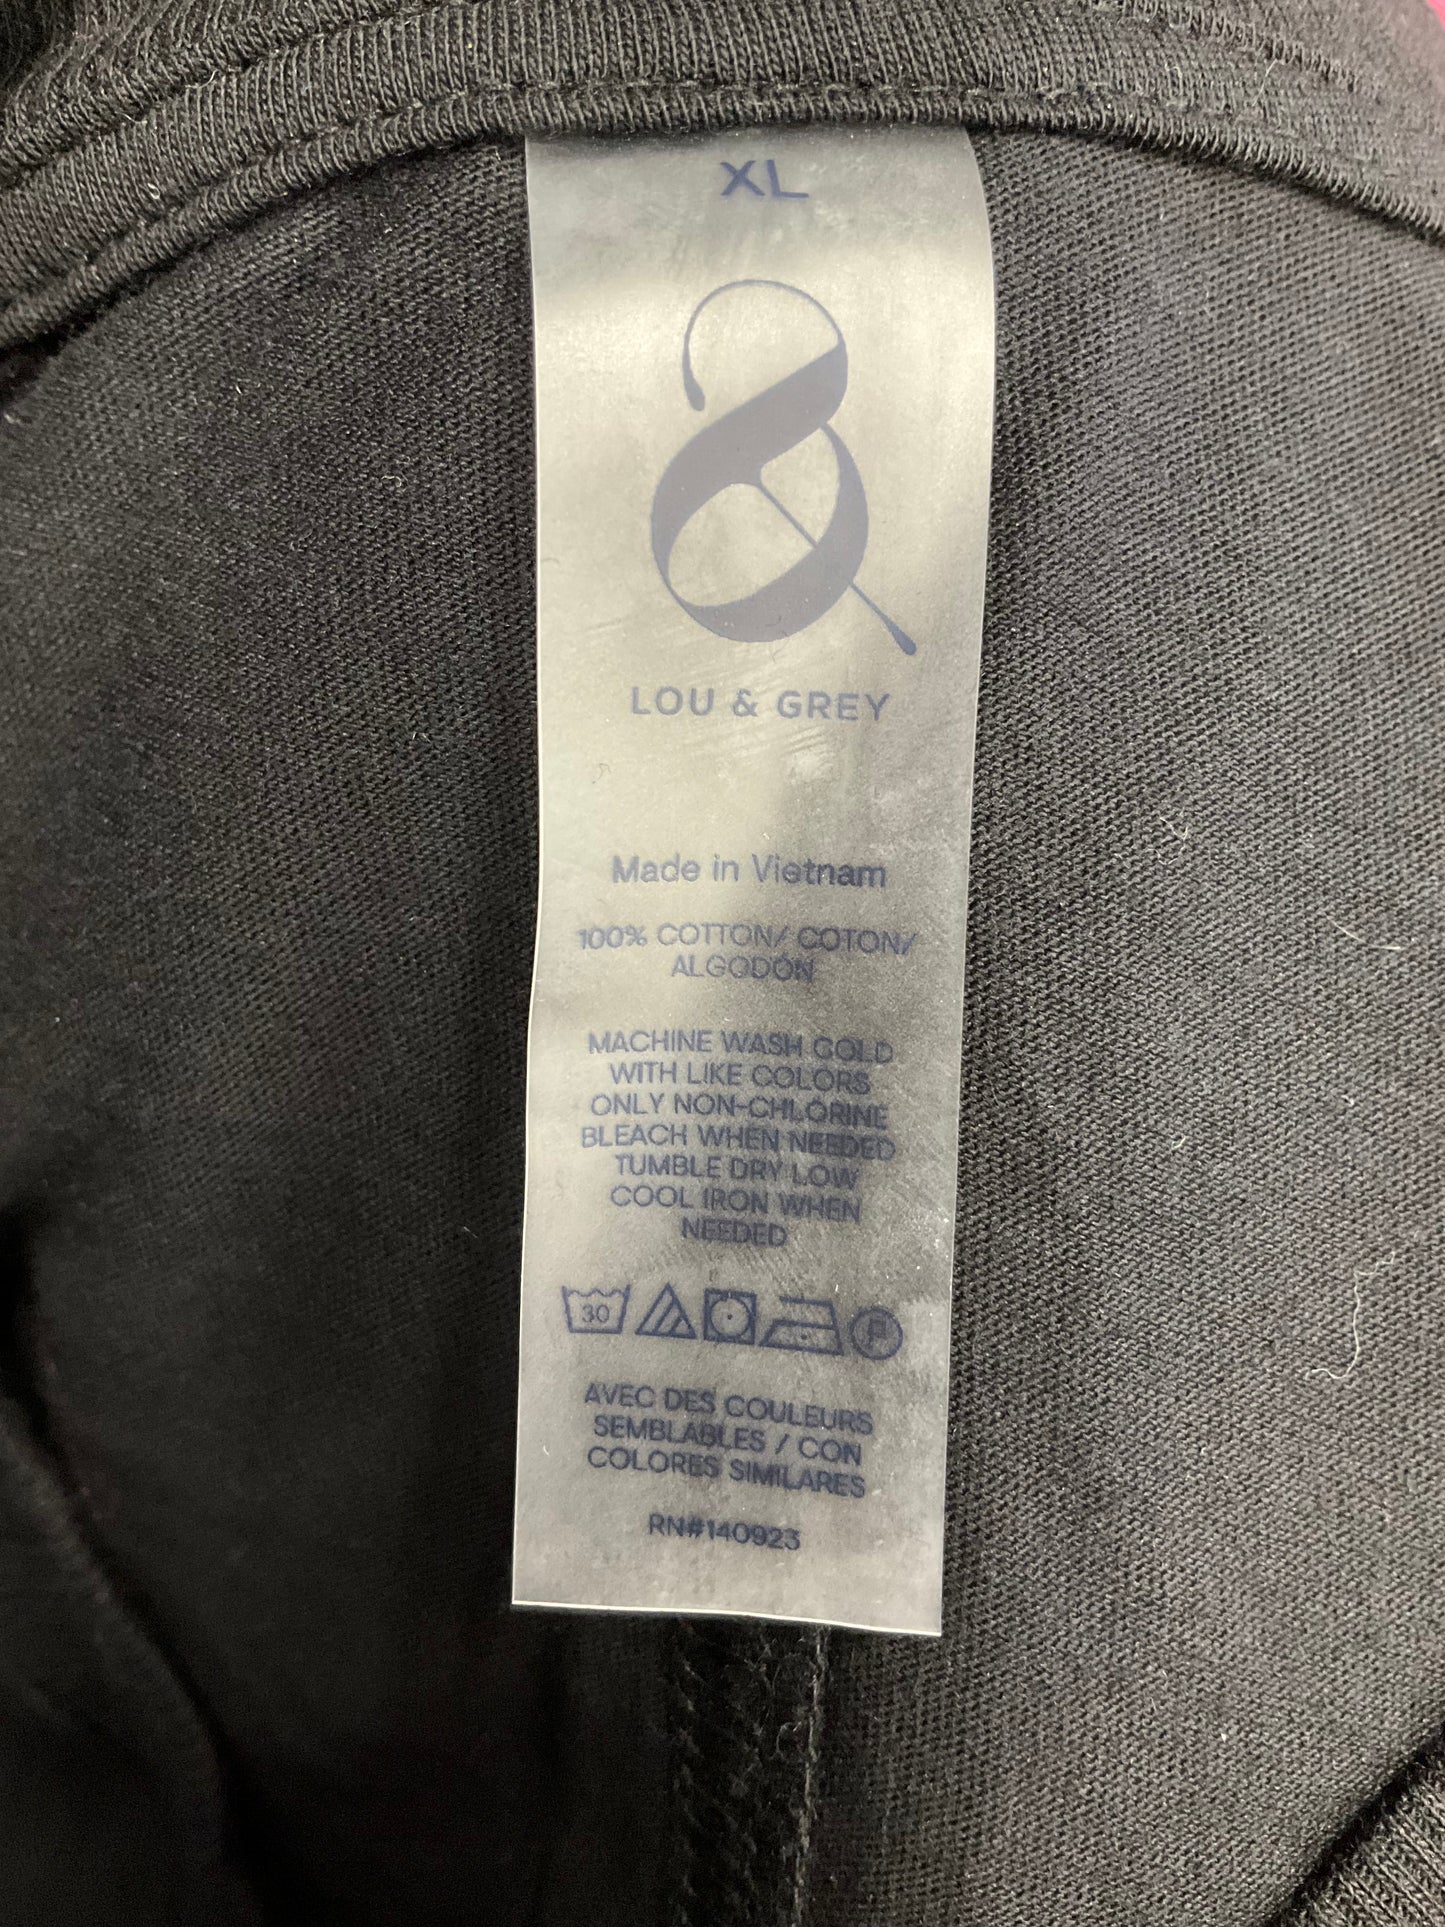 XL
&
LOU & GREY
Made in Vietnam
100% COTTON/ COTON/
ALGODÓN
MACHINE WASH COLD
WITH LIKE COLORS
ONLY NON-CHLORINE
BLEACH WHEN NEEDED
TUMBLE DRY LOW
COOL IRON WHEN
NEEDED
30 P
AVEC DES COULEURS
SEMBLABLES / CON
COLORES SIMILARES
RN#140923